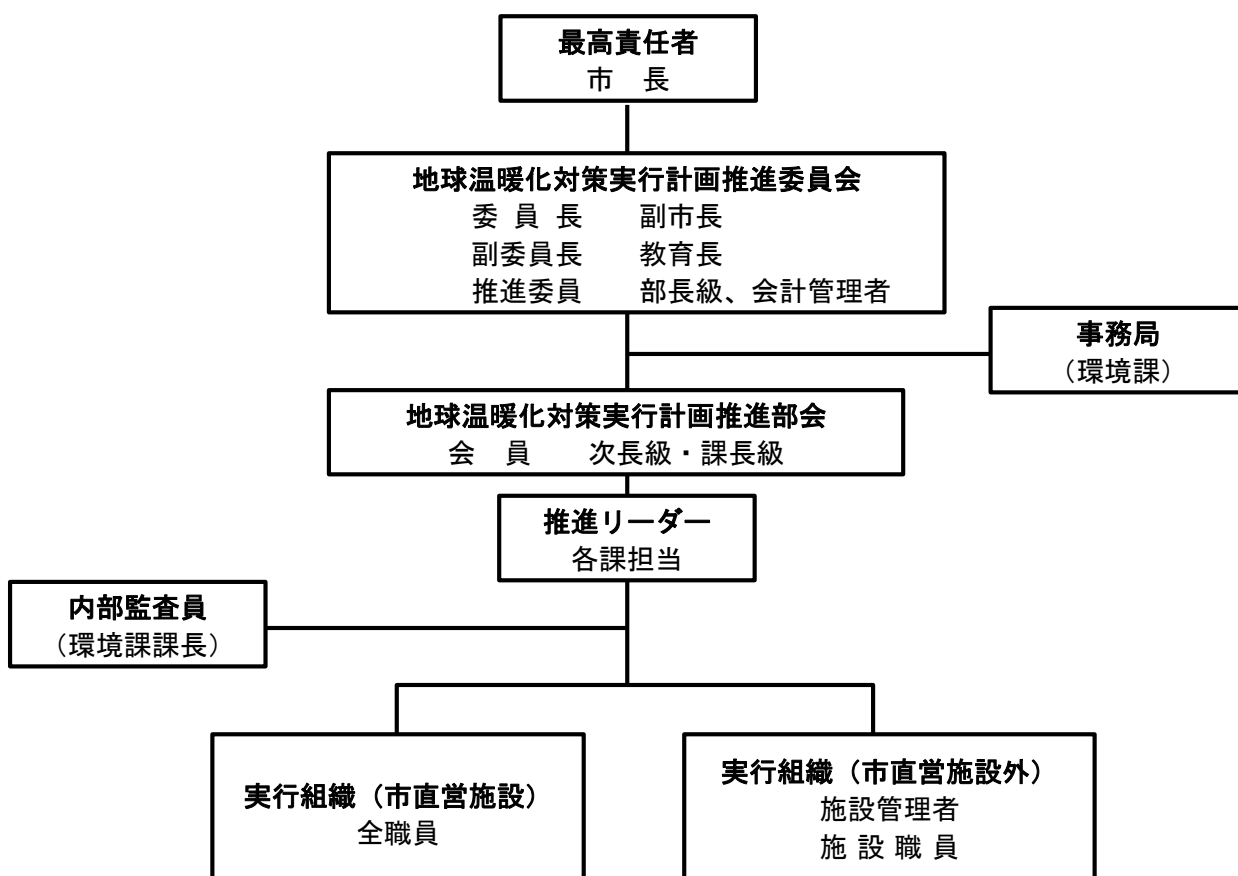 最高責任者
市　長
地球温暖化対策実行計画推進委員会
委 員 長　　副市長
副委員長　　教育長
推進委員　　部長級、会計管理者
事務局
（環境課）
地球温暖化対策実行計画推進部会
会　員　　次長級・課長級
推進リーダー
各課担当
内部監査員
（環境課課長）
実行組織（市直営施設）
全職員
実行組織（市直営施設外）
施設管理者
施 設 職 員